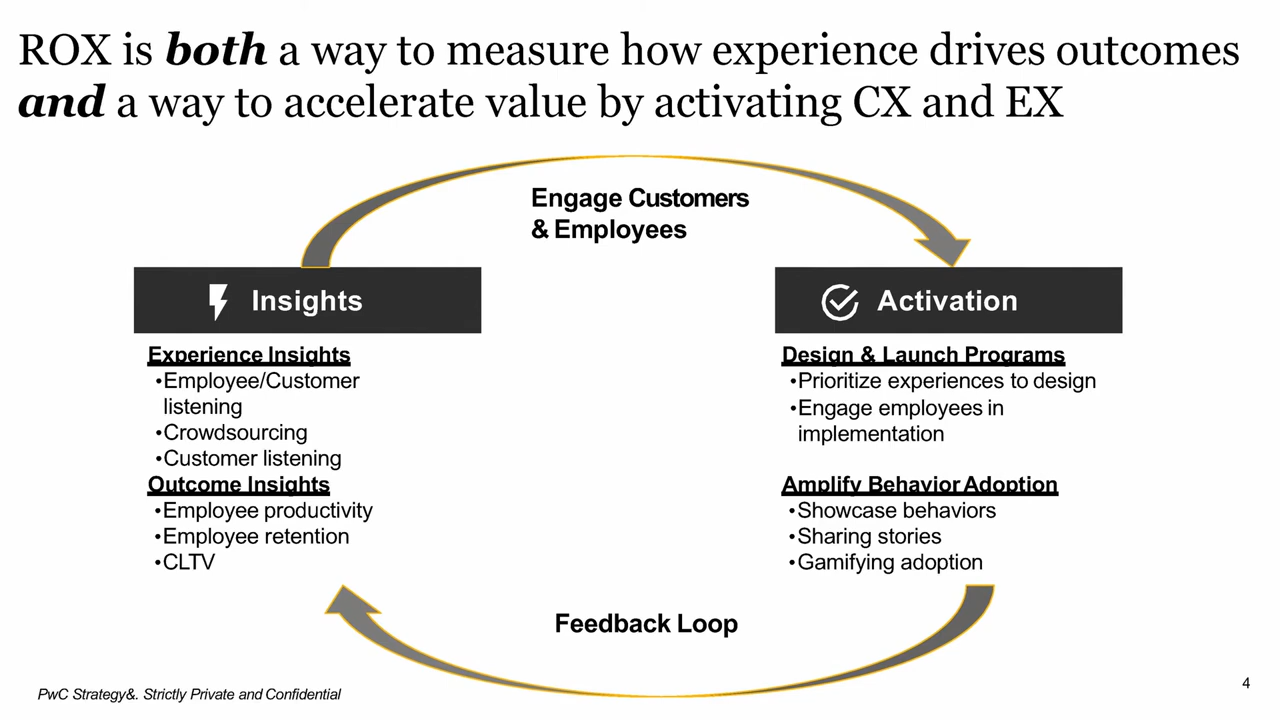 ROX is both a way to measure how experience drives outcomes
and a way to accelerate value by activating CX and EX
Engage Customers
& Employees
Insights
Experience Insights
•Employee/Customer
listening
•Crowdsourcing
•Customer listening
Outcome Insights
•Employee productivity
•Employee retention
•CLTV
Activation
Design & Launch Programs
•Prioritize experiences to design
•Engage employees in
implementation
Amplify Behavior Adoption
•Showcase behaviors
•Sharing stories
•Gamifying adoption
Feedback Loop
PwC Strategy&. Strictly Private and Confidential
4